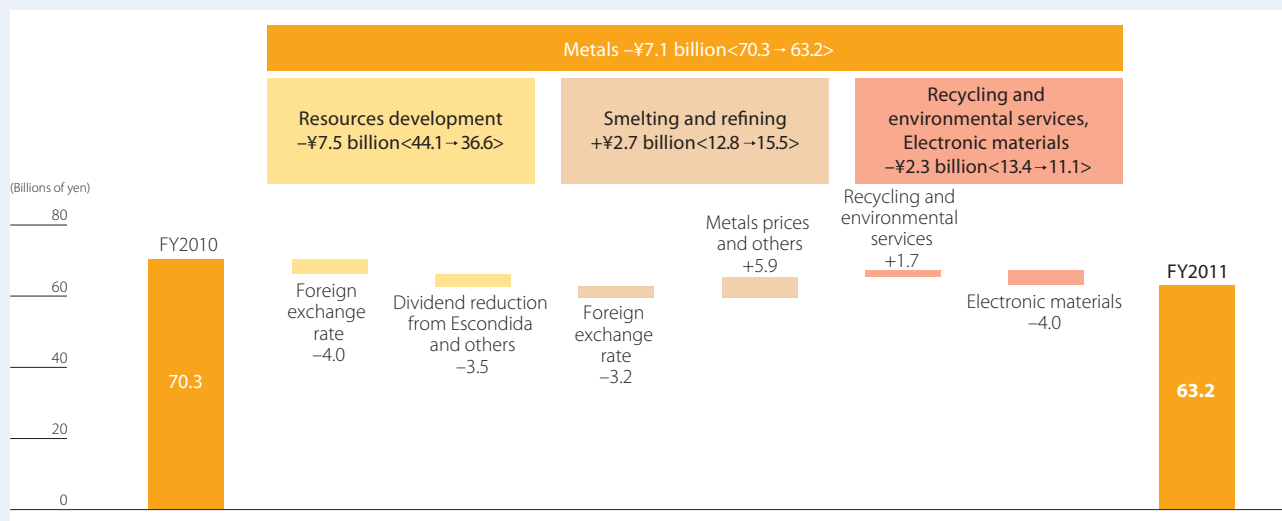 Metals –¥7.1 billion<70.3→63.2>
Resources development
–¥7.5 billion<44.1→36.6>
Smelting and refining
+¥2.7 billion<12.8→15.5>
Recycling and
environmental services,
Electronic materials
–¥2.3 billion<13.4→11.1>
(Billions of yen)
80
60
40
20
0
FY2010
70.3
Foreign
exchange
rate
–4.0
Dividend reduction
from Escondida
and others
–3.5
Foreign
exchange
rate
–3.2
Metals prices
and others
+5.9
Recycling and
environmental
services
+1.7
Electronic materials
–4.0
FY2011
63.2